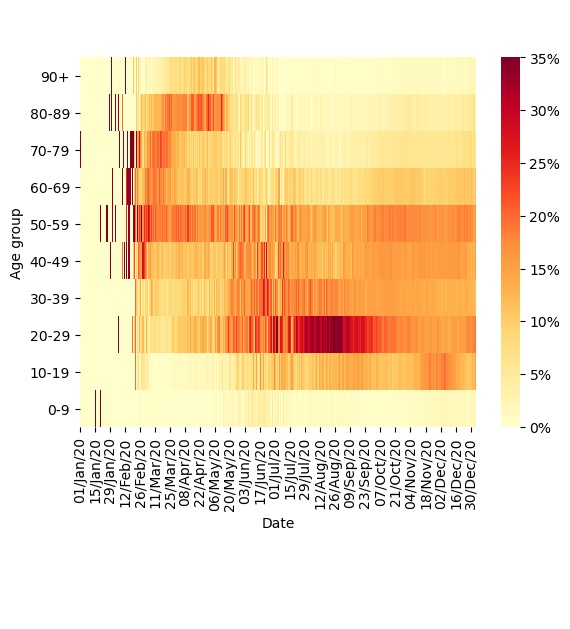 35%
90+
80-89
30%
70-79
25%
60-69
20%
50-59
Age group
15%
40-49
30-39
10%
20-29
5%
10-19
0-9
0%
01/Jan/20
15/Jan/20
29/Jan/20
12/Feb/20
26/Feb/20
11/Mar/20
25/Mar/20
08/Apr/20
22/Apr/20
06/May/20
20/May/20
03/Jun/20
17/Jun/20
01/Jul/20
15/Jul/20
29/Jul/20
12/Aug/20
26/Aug/20
09/Sep/20
23/Sep/20
07/Oct/20
21/Oct/20
04/Nov/20
18/Nov/20
02/Dec/20
16/Dec/20
30/Dec/20
Date